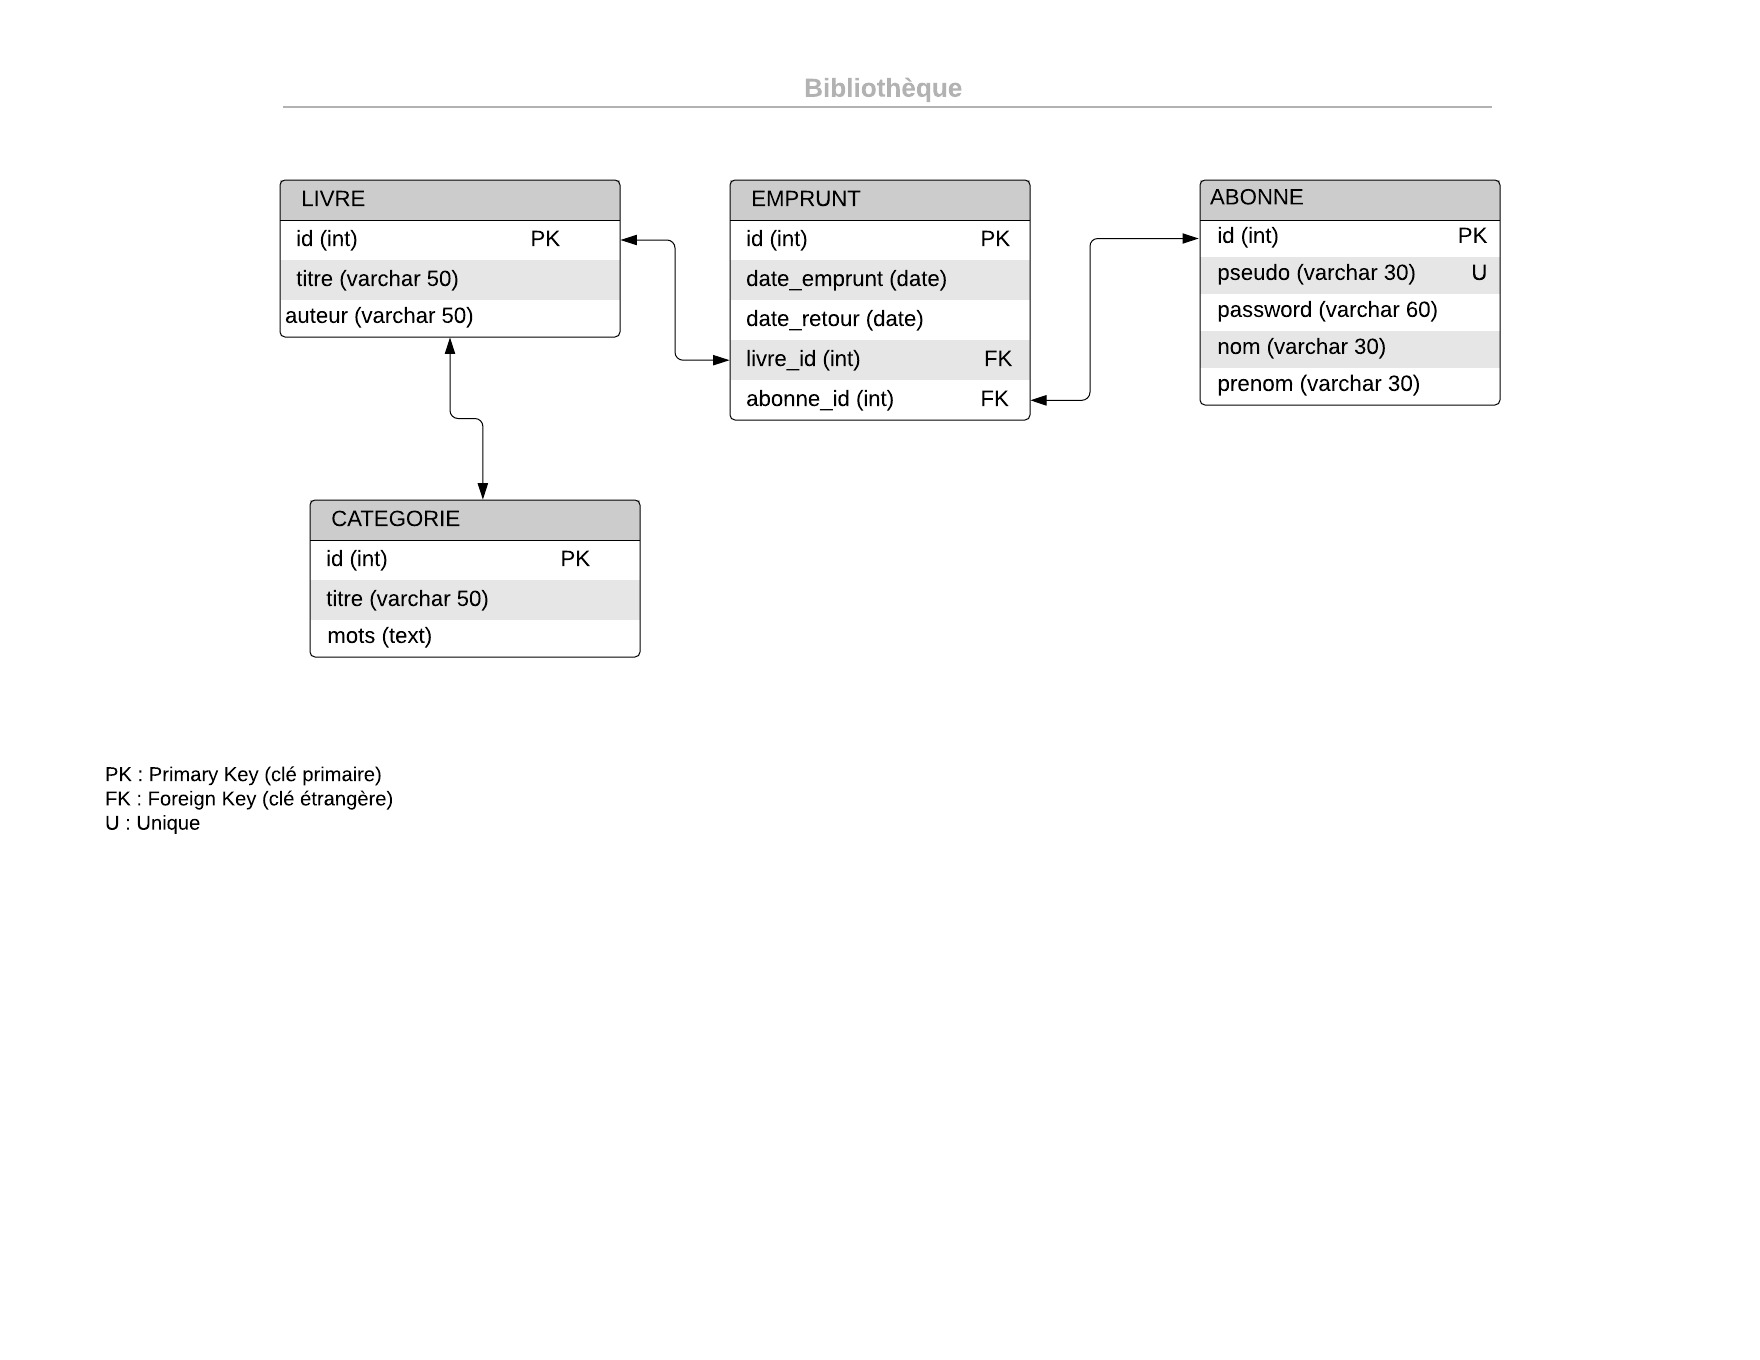 Bibliothèque
LIVRE
id (int) PK
titre (varchar 50)
auteur (varchar 50)
EMPRUNT
id (int) PK
date_emprunt (date)
date_retour (date)
livre_id (int) FK
abonne_id (int) FK
ABONNE
id (int) PK
pseudo (varchar 30) U
password (varchar 60)
nom (varchar 30)
prenom (varchar 30)
CATEGORIE
id (int) PK
titre (varchar 50)
mots (text)
PK : Primary Key (clé primaire)
FK : Foreign Key (clé étrangère)
U : Unique